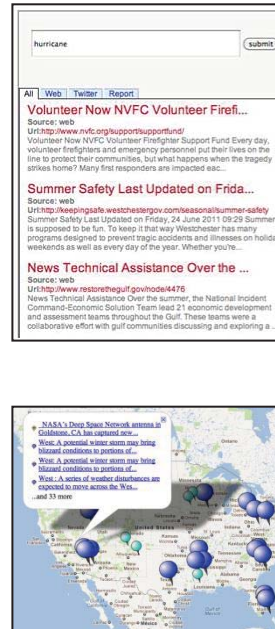 hurricane
submit
All Web Twitter Report
Volunteer Now NVFC Volunteer Firefi...
Source: web
Url:http://www.nvfc.org/support/supportfund/
Volunteer Now NVFC Volunteer Firefighter Support Fund Every day,
volunteer firefighters and emergency personnel put their lives on the
line to protect their communities, but what happens when the tragedy
strikes home? Many first responders are impacted eac...
Summer Safety Last Updated on Frida...
Source: web
Url:http://keepingsafe.westchestergov.com/seasonal/summer-safety
Summer Safety Last Updated on Friday, 24 June 2011 09:29 Summer
is supposed to be fun. To keep it that way Westchester has many
programs designed to prevent tragic accidents and illnesses on holida
weekends as well as every day of the year. Whether you're...
News Technical Assistance Over the ...
Source: web
Url:http://www.restorethegulf.gov/node/4476
News Technical Assistance Over the summer, the National Incident
Command-Economic Solution Team lead 21 economic development
and assessment teams throughout the Gulf. These teams were a
collaborative effort with gulf communities discussing and exploring a ...
NASA's Deep Space Network antenna in
Goldstone, CA has captured new...
West: A potential winter storm may bring
blizzard conditions to portions of...
West: A potential winter storm may bring
blizzard conditions to portions of...
West : A series of weather disturbances are
expected to move across the Wes...
...and 33 more
Ontario
United States